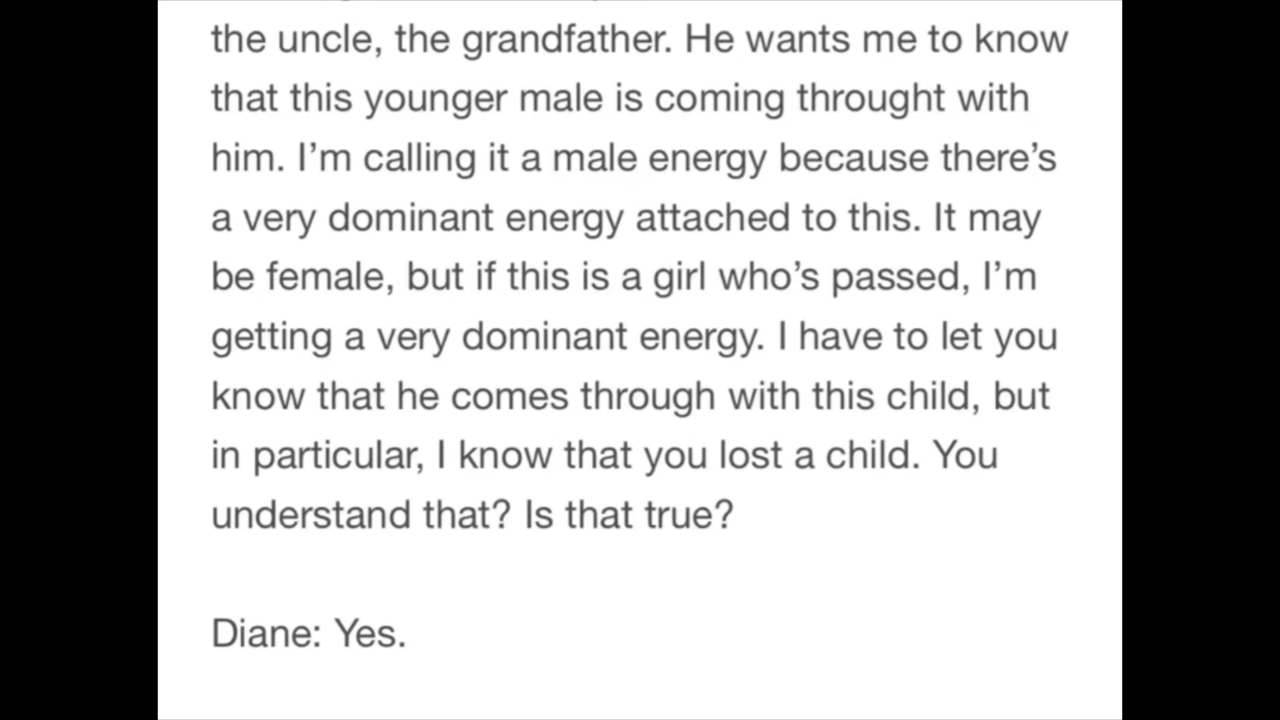 the uncle, the grandfather. He wants me to know
that this younger male is coming throught with
him. I’m calling it a male energy because there’s
a very dominant energy attached to this. It may
be female, but if this is a girl who’s passed, I’m
getting a very dominant energy. I have to let you
know that he comes through with this child, but
in particular, I know that you lost a child. You
understand that? Is that true?
Diane: Yes.